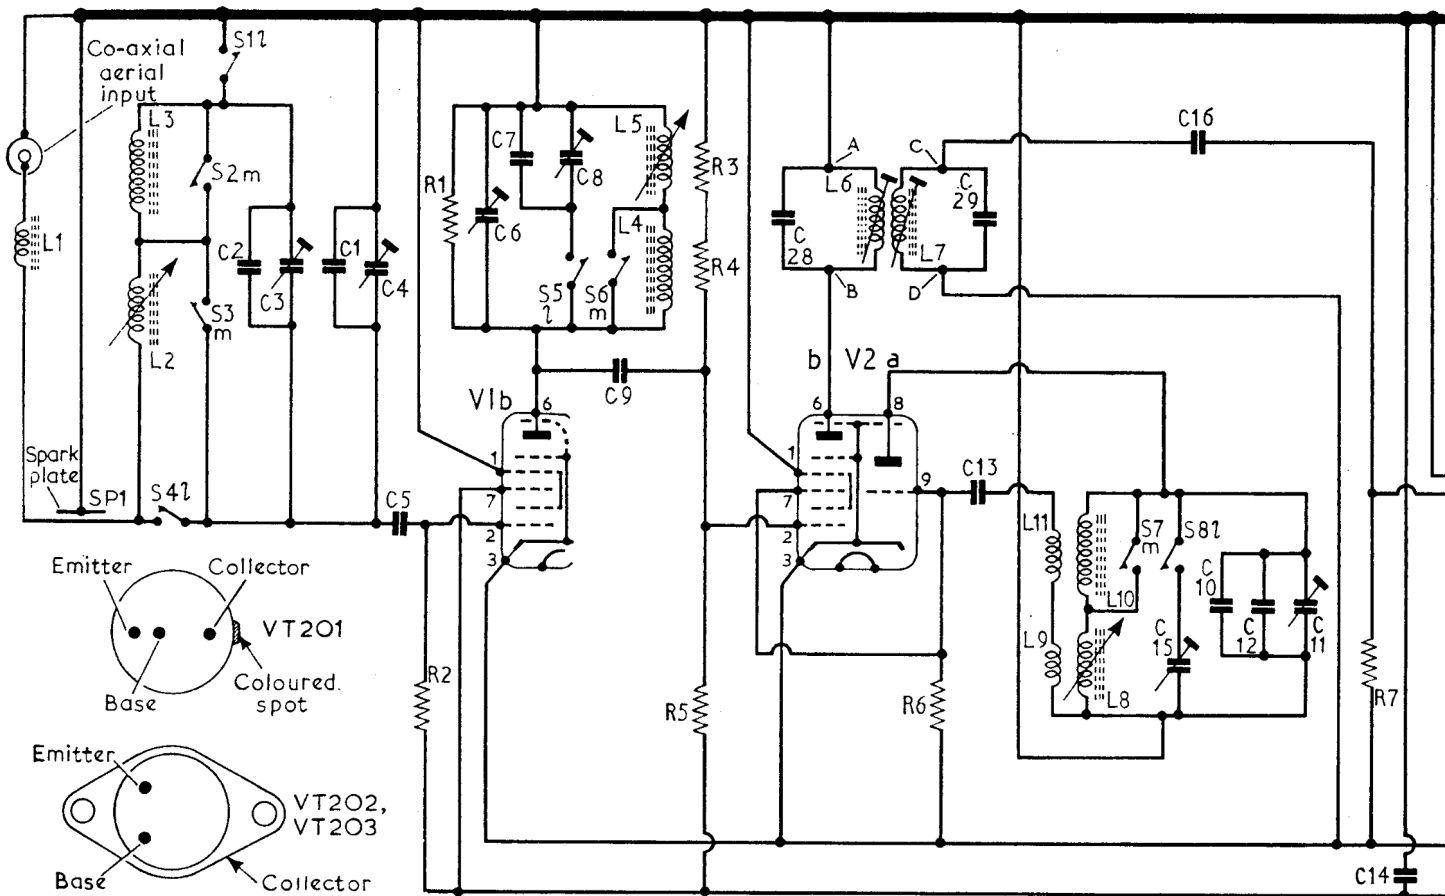 Co-axial
aerial
input
S1l
L3
S2m
L1
L2
S3
m
C2
C3
C1
C4
Spark
plate
SP1
S4l
C5
R1
C6
C7
C8
L5
L4
S5
l
S6
m
R3
R4
C9
V1b
6
1
7
2
3
A
L6
C
28
B
C
C
29
L7
D
C16
b V2 a
6
8
1
7
9
2
3
C13
L11
L9
S7
m
S8l
L10
L8
C
15
C
10
C
12
C
11
R2
R5
R6
R7
C14
Emitter
Collector
VT201
Base
Coloured.
spot
Emitter
VT202,
VT203
Base
Collector